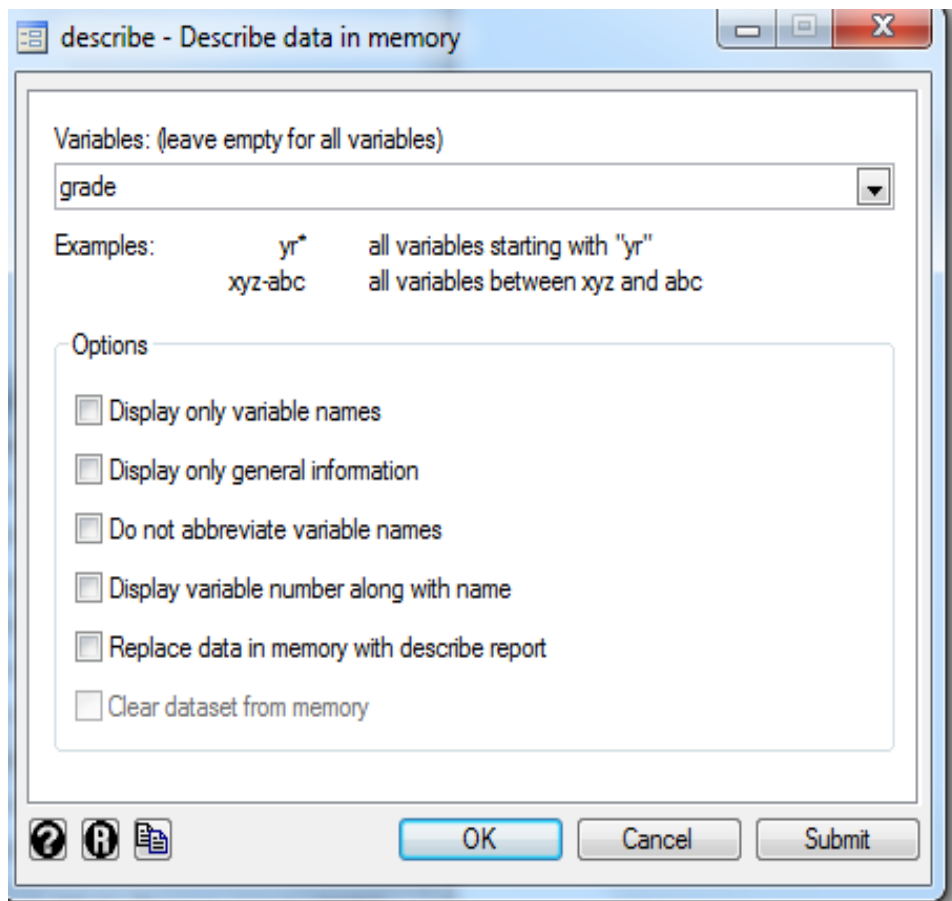 describe - Describe data in memory
Variables: (leave empty for all variables)
grade
Examples: yr* all variables starting with "yr"
xyz-abc all variables between xyz and abc
Options
Display only variable names
Display only general information
Do not abbreviate variable names
Display variable number along with name
Replace data in memory with describe report
Clear dataset from memory
? R OK Cancel Submit